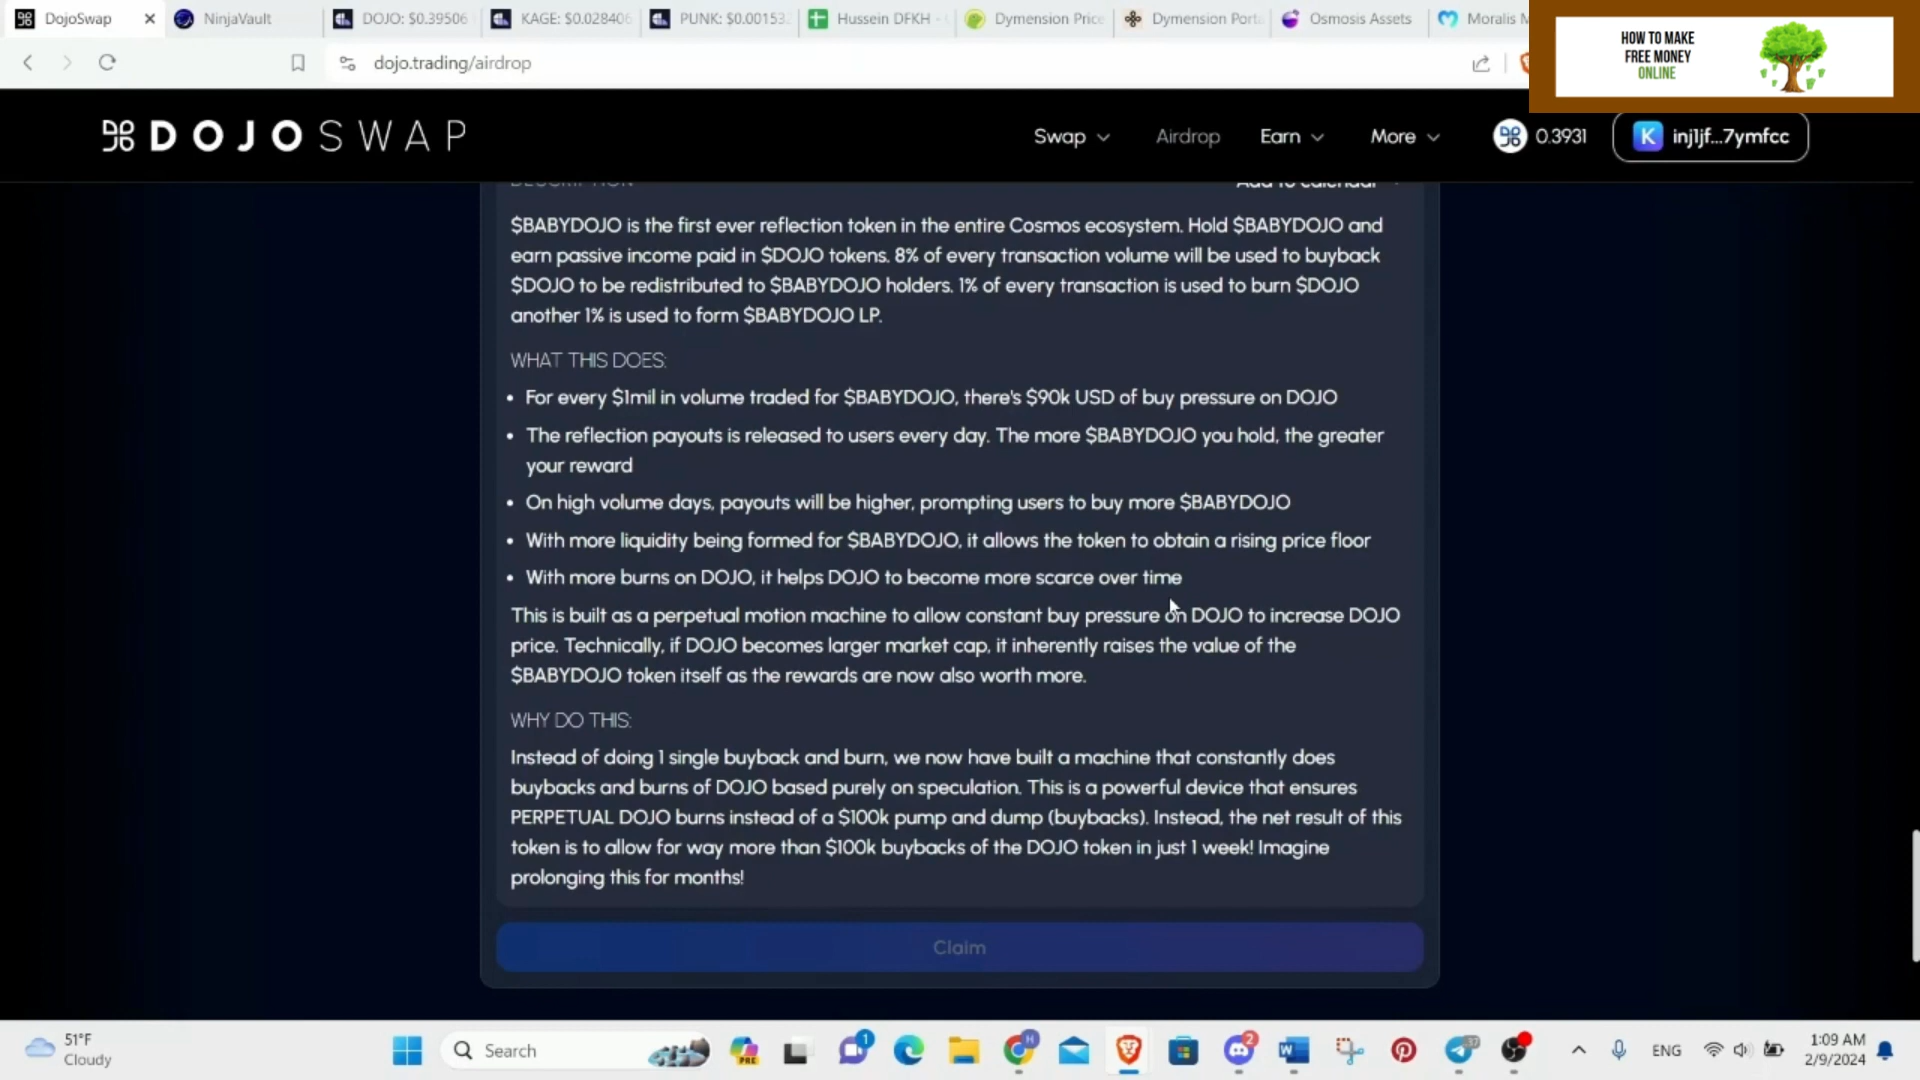 DojoSwap
NinjaVault
DOJO: $0.39506
KAGE: $0.028406
PUNK: $0.00153
Hussein DFKH -
Dymension Price
Dymension Porta
Osmosis Assets
Moralis M
dojo.trading/airdrop
HOW TO MAKE
FREE MONEY
ONLINE
DOJOSWAP
Swap
Airdrop
Earn
More
0.3931
K
inj1jf...7ymfcc
DESCRIPTION
Add to calendar
$BABYDOJO is the first ever reflection token in the entire Cosmos ecosystem. Hold $BABYDOJO and
earn passive income paid in $DOJO tokens. 8% of every transaction volume will be used to buyback
$DOJO to be redistributed to $BABYDOJO holders. 1% of every transaction is used to burn $DOJO
another 1% is used to form $BABYDOJO LP.
WHAT THIS DOES:
• For every $1mil in volume traded for $BABYDOJO, there's $90k USD of buy pressure on DOJO
• The reflection payouts is released to users every day. The more $BABYDOJO you hold, the greater
your reward
• On high volume days, payouts will be higher, prompting users to buy more $BABYDOJO
• With more liquidity being formed for $BABYDOJO, it allows the token to obtain a rising price floor
• With more burns on DOJO, it helps DOJO to become more scarce over time
This is built as a perpetual motion machine to allow constant buy pressure on DOJO to increase DOJO
price. Technically, if DOJO becomes larger market cap, it inherently raises the value of the
$BABYDOJO token itself as the rewards are now also worth more.
WHY DO THIS:
Instead of doing 1 single buyback and burn, we now have built a machine that constantly does
buybacks and burns of DOJO based purely on speculation. This is a powerful device that ensures
PERPETUAL DOJO burns instead of a $100k pump and dump (buybacks). Instead, the net result of this
token is to allow for way more than $100k buybacks of the DOJO token in just 1 week! Imagine
prolonging this for months!
Claim
51°F
Cloudy
Search
PRE
1
H
2
W
37
ENG
1:09 AM
2/9/2024